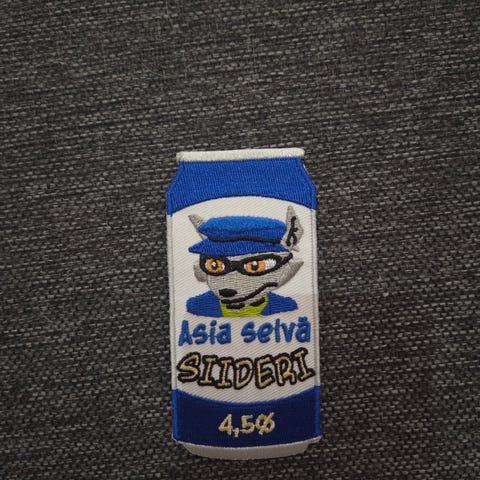 Asia selvä
SIIDERI
4,5%